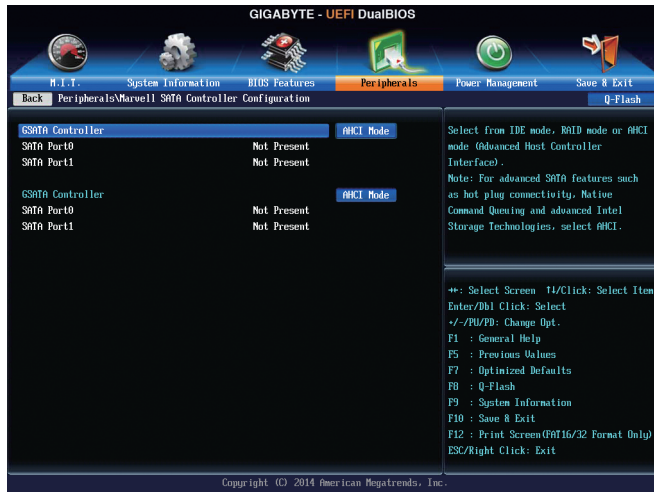 GIGABYTE - UEFI DualBIOS
M.I.T. System Information BIOS Features Peripherals Power Management Save & Exit
Back Peripherals\Marvell SATA Controller Configuration Q-Flash
GSATA Controller AHCI Mode
SATA Port0 Not Present
SATA Port1 Not Present
GSATA Controller AHCI Mode
SATA Port0 Not Present
SATA Port1 Not Present
Select from IDE mode, RAID mode or AHCI
mode (Advanced Host Controller
Interface).
Note: For advanced SATA features such
as hot plug connectivity, Native
Command Queuing and advanced Intel
Storage Technologies, select AHCI.
→←: Select Screen ↑↓/Click: Select Item
Enter/Dbl Click: Select
+/-/PU/PD: Change Opt.
F1 : General Help
F5 : Previous Values
F7 : Optimized Defaults
F8 : Q-Flash
F9 : System Information
F10 : Save & Exit
F12 : Print Screen(FAT16/32 Format Only)
ESC/Right Click: Exit
Copyright (C) 2014 American Megatrends, Inc.